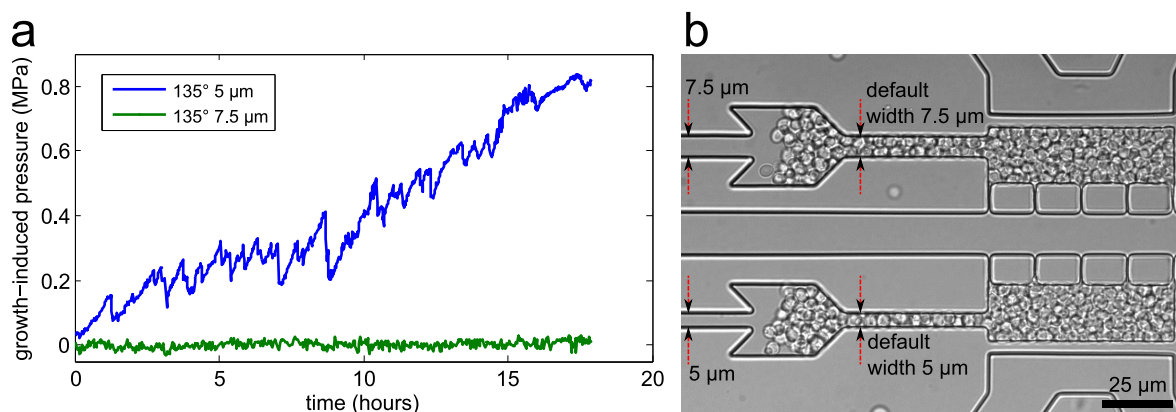 a
growth-induced pressure (MPa)
0.8
0.6
0.4
0.2
0
135° 5 µm
135° 7.5 µm
0
5
10
15
20
time (hours)
b
7.5 µm
default
width 7.5 µm
5 µm
default
width 5 µm
25 µm